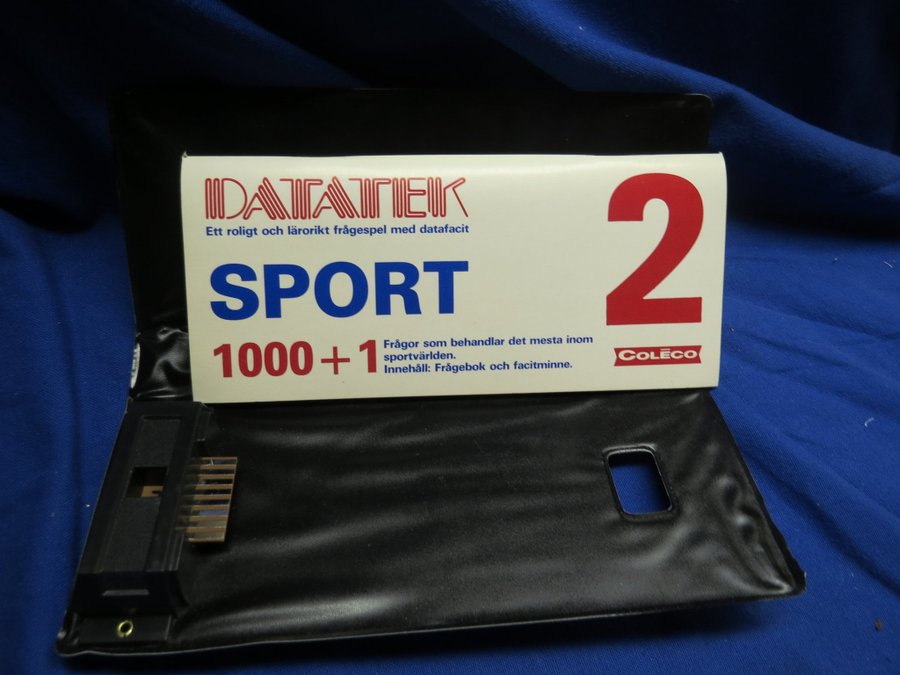 DATATEK
Ett roligt och lärorikt frågespel med datafacit
SPORT
2
1000+1
Frågor som behandlar det mesta inom
sportvärlden.
Innehåll: Frågebok och facitminne.
COLECO